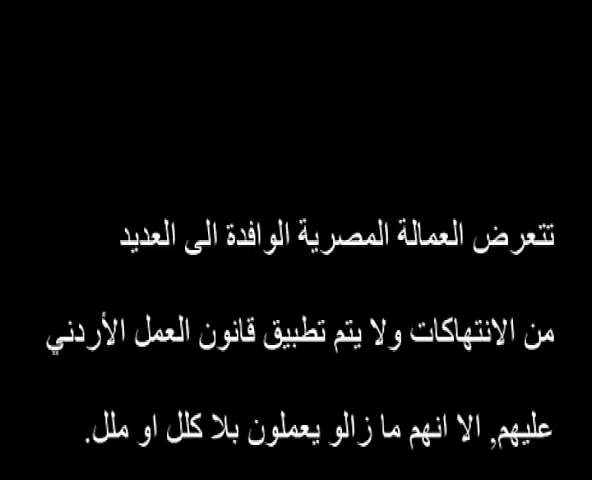 تتعرض العمالة المصرية الوافدة الى العديد
من الانتهاكات ولا يتم تطبيق قانون العمل الأردني
عليهم, الا انهم ما زالو يعملون بلا كلل او ملل.